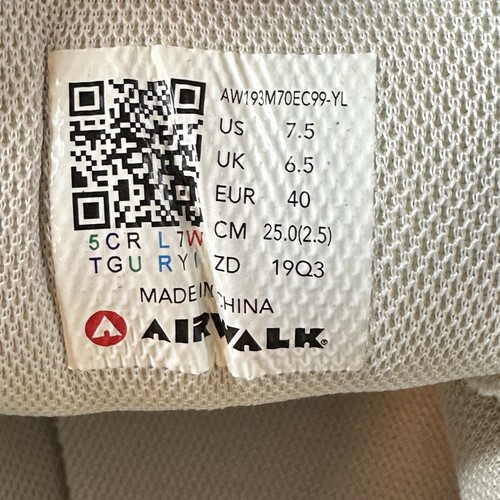 AW193M70EC99-YL
US 7.5
UK 6.5
EUR 40
CM 25.0(2.5)
ZD 19Q3
5CR L7W
TGU RYI
MADE IN CHINA
AIRWALK®